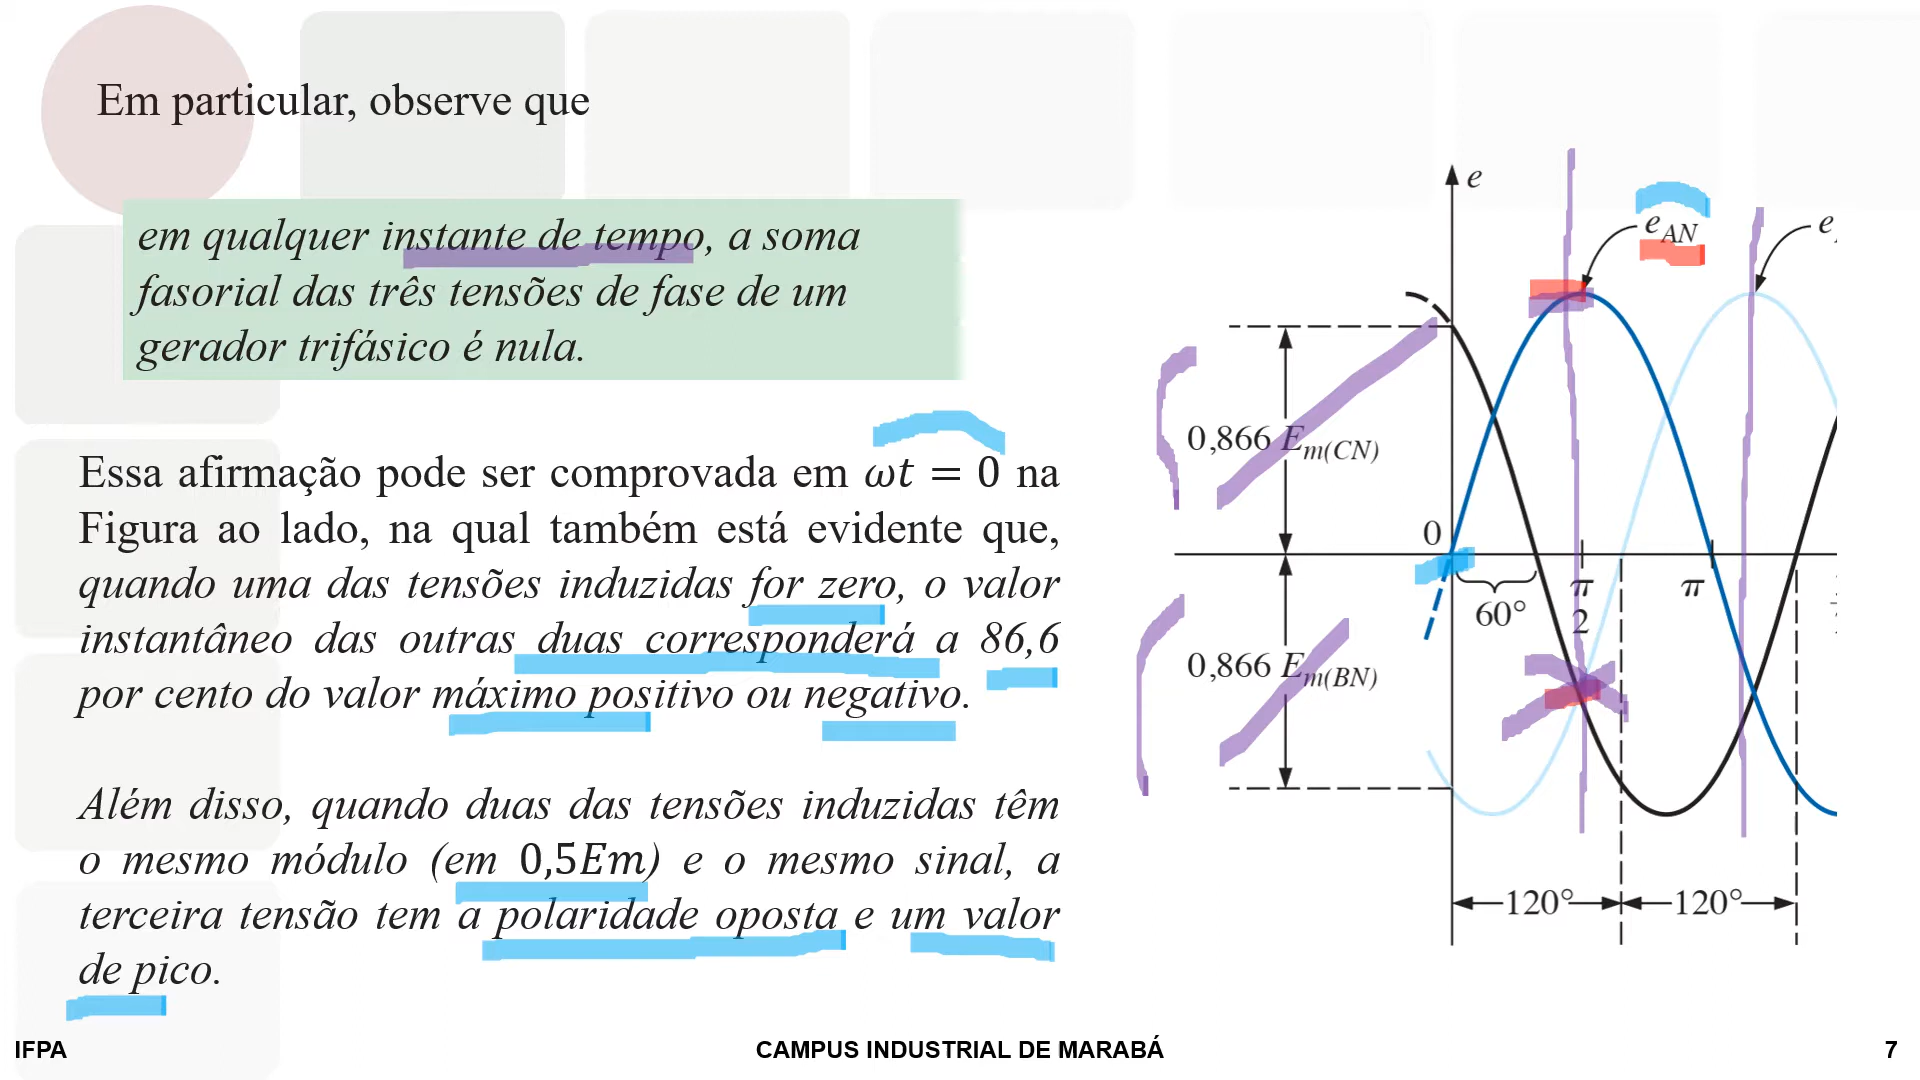 Em particular, observe que
em qualquer instante de tempo, a soma
fasorial das três tensões de fase de um
gerador trifásico é nula.
Essa afirmação pode ser comprovada em ωt = 0 na
Figura ao lado, na qual também está evidente que,
quando uma das tensões induzidas for zero, o valor
instantâneo das outras duas corresponderá a 86,6
por cento do valor máximo positivo ou negativo.
Além disso, quando duas das tensões induzidas têm
o mesmo módulo (em 0,5Em) e o mesmo sinal, a
terceira tensão tem a polaridade oposta e um valor
de pico.
e
eAN
e
0,866 Em(CN)
0
60°
π
2
π
0,866 Em(BN)
120°
120°
IFPA
CAMPUS INDUSTRIAL DE MARABÁ
7